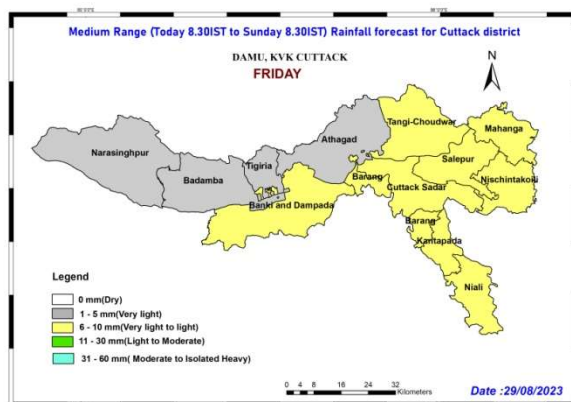 Medium Range (Today 8.30IST to Sunday 8.30IST) Rainfall forecast for Cuttack district
DAMU, KVK CUTTACK
FRIDAY
N
Tangi-Choudwar
Mahanga
Athagad
Narasinghpur
Tigiria
Salepur
Badamba
Barang
Nischintakoili
Cuttack Sadar
Banki and Dampada
Barang
Kantapada
Niali
Legend
0 mm(Dry)
1 - 5 mm(Very light)
6 - 10 mm(Very light to light)
11 - 30 mm(Light to Moderate)
31 - 60 mm( Moderate to Isolated Heavy)
0 4 8 16 24 32
Kilometers
Date :29/08/2023